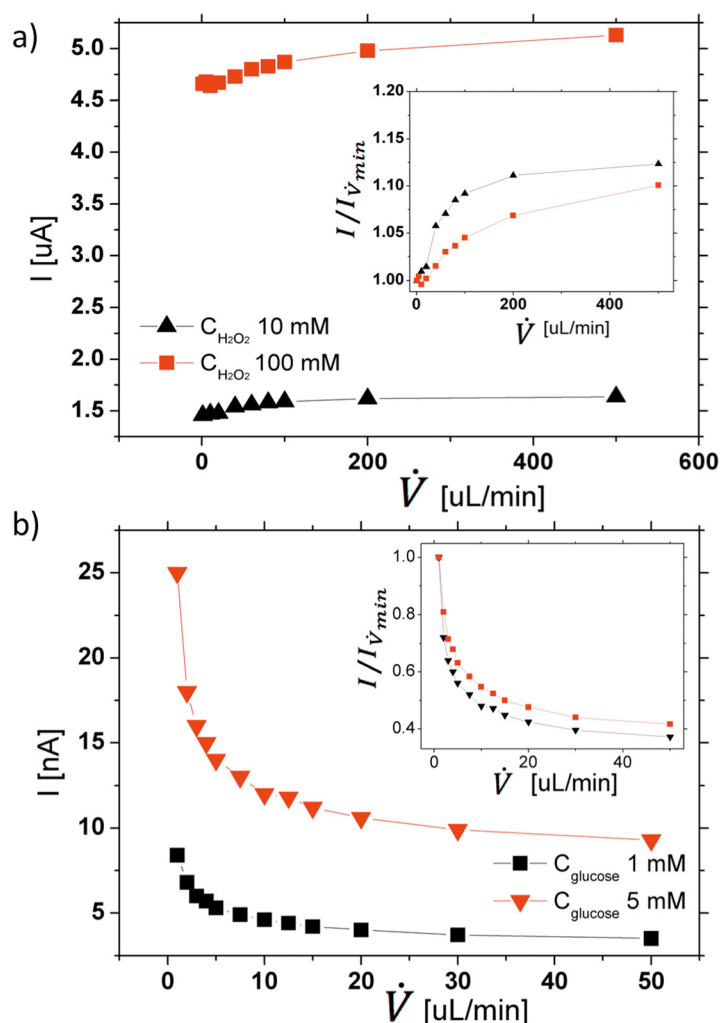 a)
5.0
4.5
4.0
3.5
3.0
2.5
2.0
1.5
I [uA]
0
200
400
600
V̇ [uL/min]
C H₂O₂ 10 mM
C H₂O₂ 100 mM
1.20
1.15
1.10
1.05
1.00
I/I V̇min
0
200
400
V̇ [uL/min]
b)
25
20
15
10
5
I [nA]
0
10
20
30
40
50
V̇ [uL/min]
C glucose 1 mM
C glucose 5 mM
1.0
0.8
0.6
0.4
I/I V̇min
0
20
40
V̇ [uL/min]